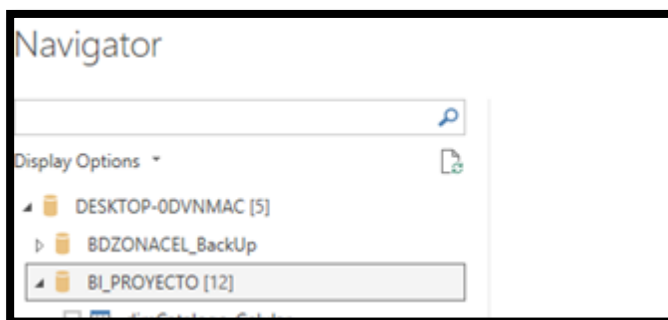 Navigator
Display Options
DESKTOP-0DVNMAC [5]
BDZONACEL_BackUp
BI_PROYECTO [12]